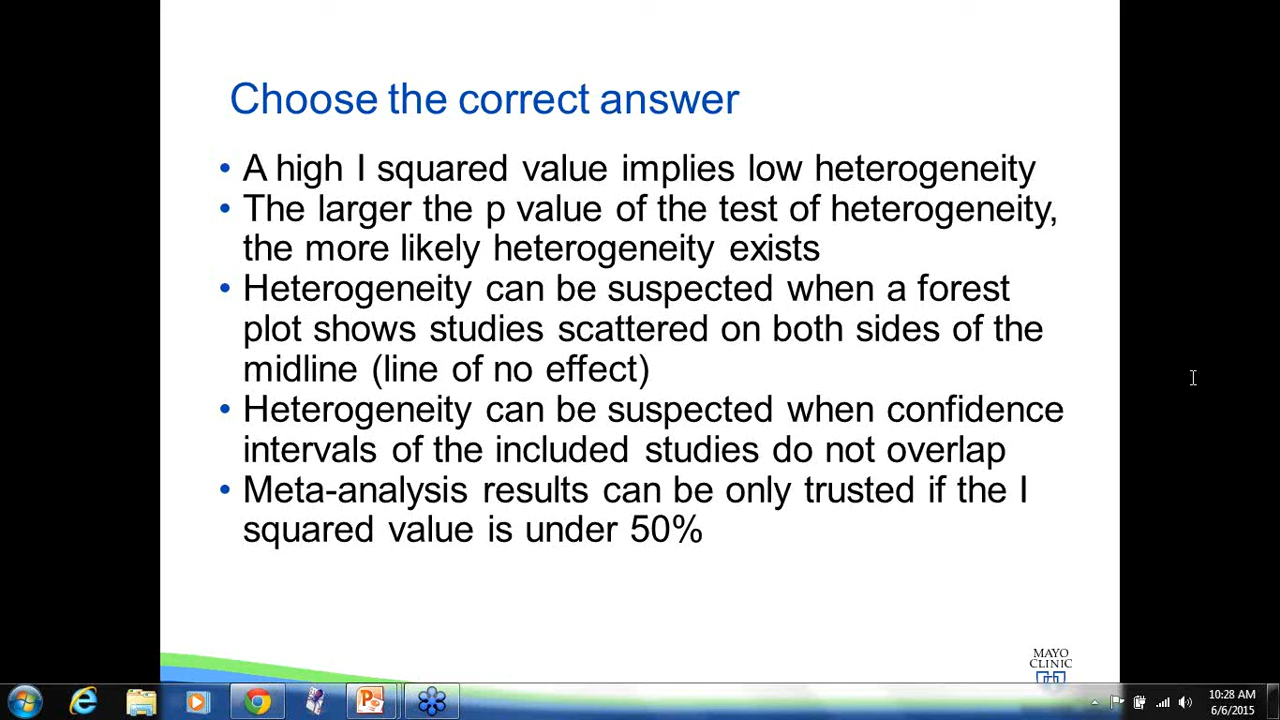 Choose the correct answer
• A high I squared value implies low heterogeneity
• The larger the p value of the test of heterogeneity,
the more likely heterogeneity exists
• Heterogeneity can be suspected when a forest
plot shows studies scattered on both sides of the
midline (line of no effect)
• Heterogeneity can be suspected when confidence
intervals of the included studies do not overlap
• Meta-analysis results can be only trusted if the I
squared value is under 50%
MAYO
CLINIC
10:28 AM
6/6/2015